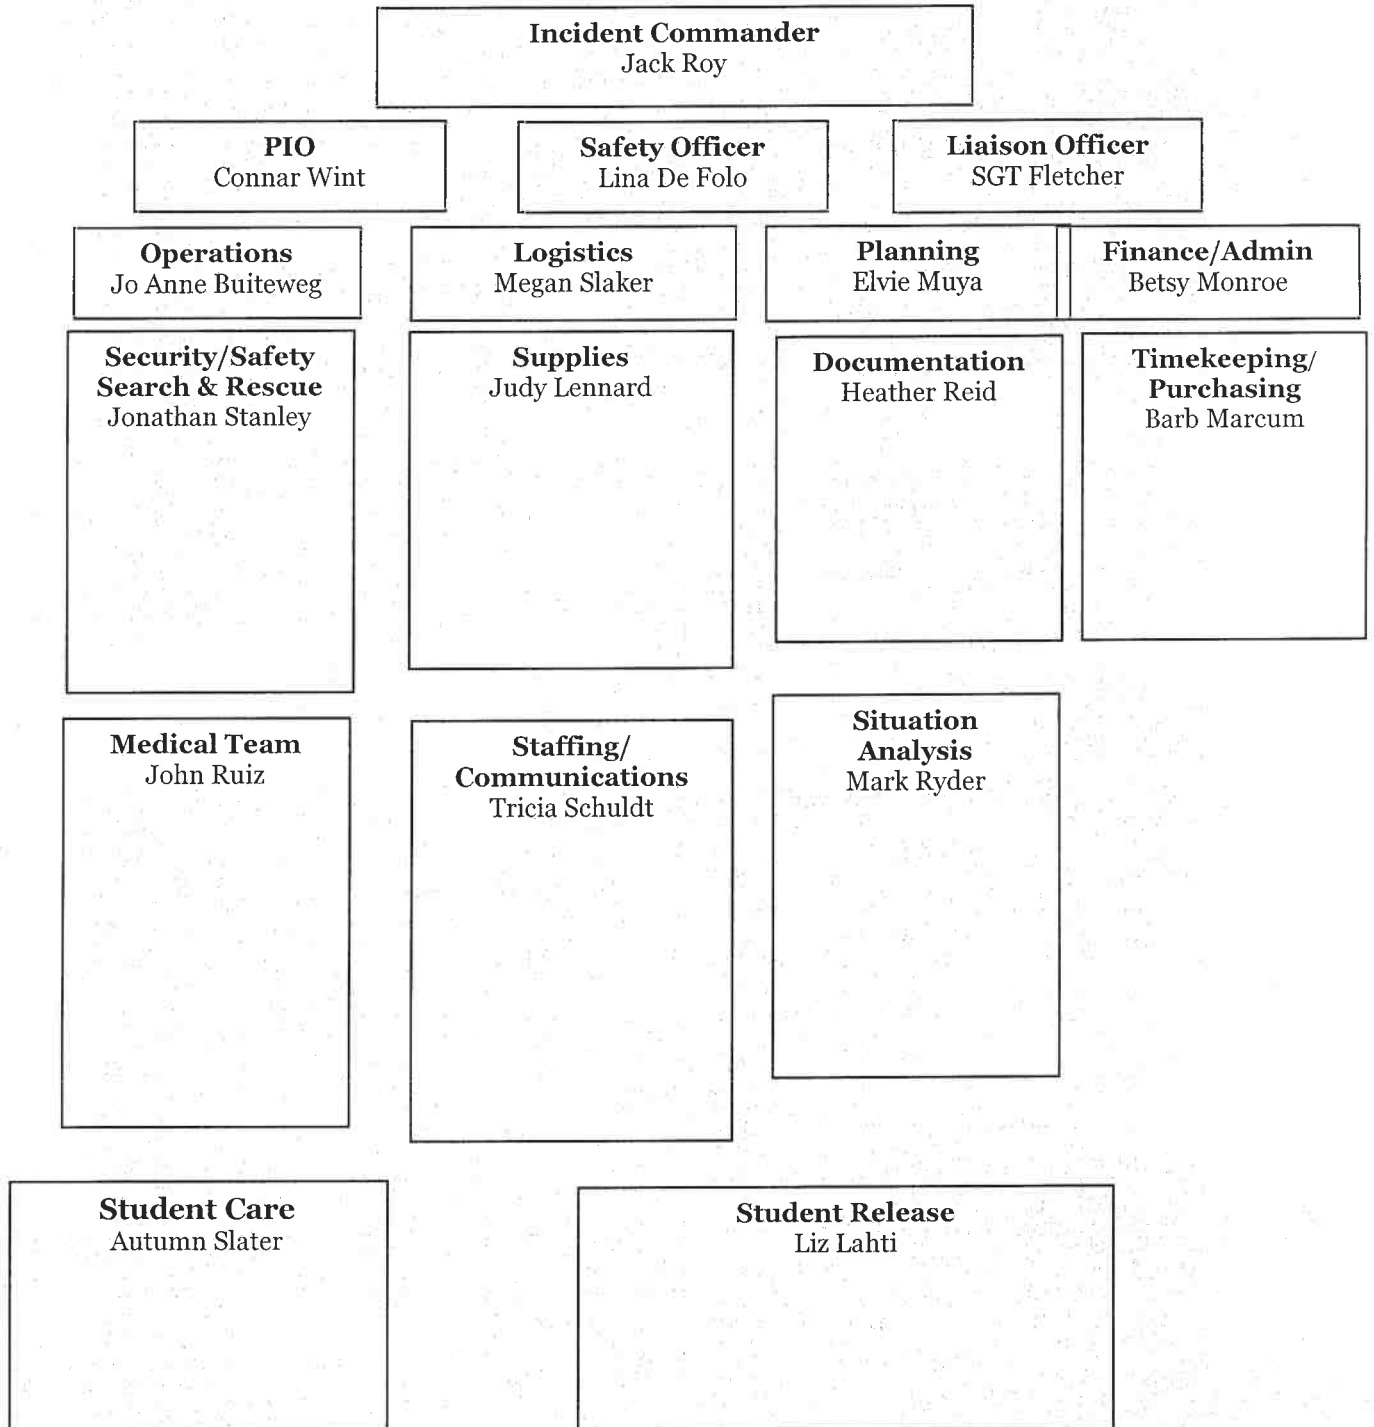 Incident Commander
Jack Roy
PIO
Connar Wint
Safety Officer
Lina De Folo
Liaison Officer
SGT Fletcher
Operations
Jo Anne Buiteweg
Logistics
Megan Slaker
Planning
Elvie Muya
Finance/Admin
Betsy Monroe
Security/Safety
Search & Rescue
Jonathan Stanley
Supplies
Judy Lennard
Documentation
Heather Reid
Timekeeping/
Purchasing
Barb Marcum
Medical Team
John Ruiz
Staffing/
Communications
Tricia Schuldt
Situation
Analysis
Mark Ryder
Student Care
Autumn Slater
Student Release
Liz Lahti